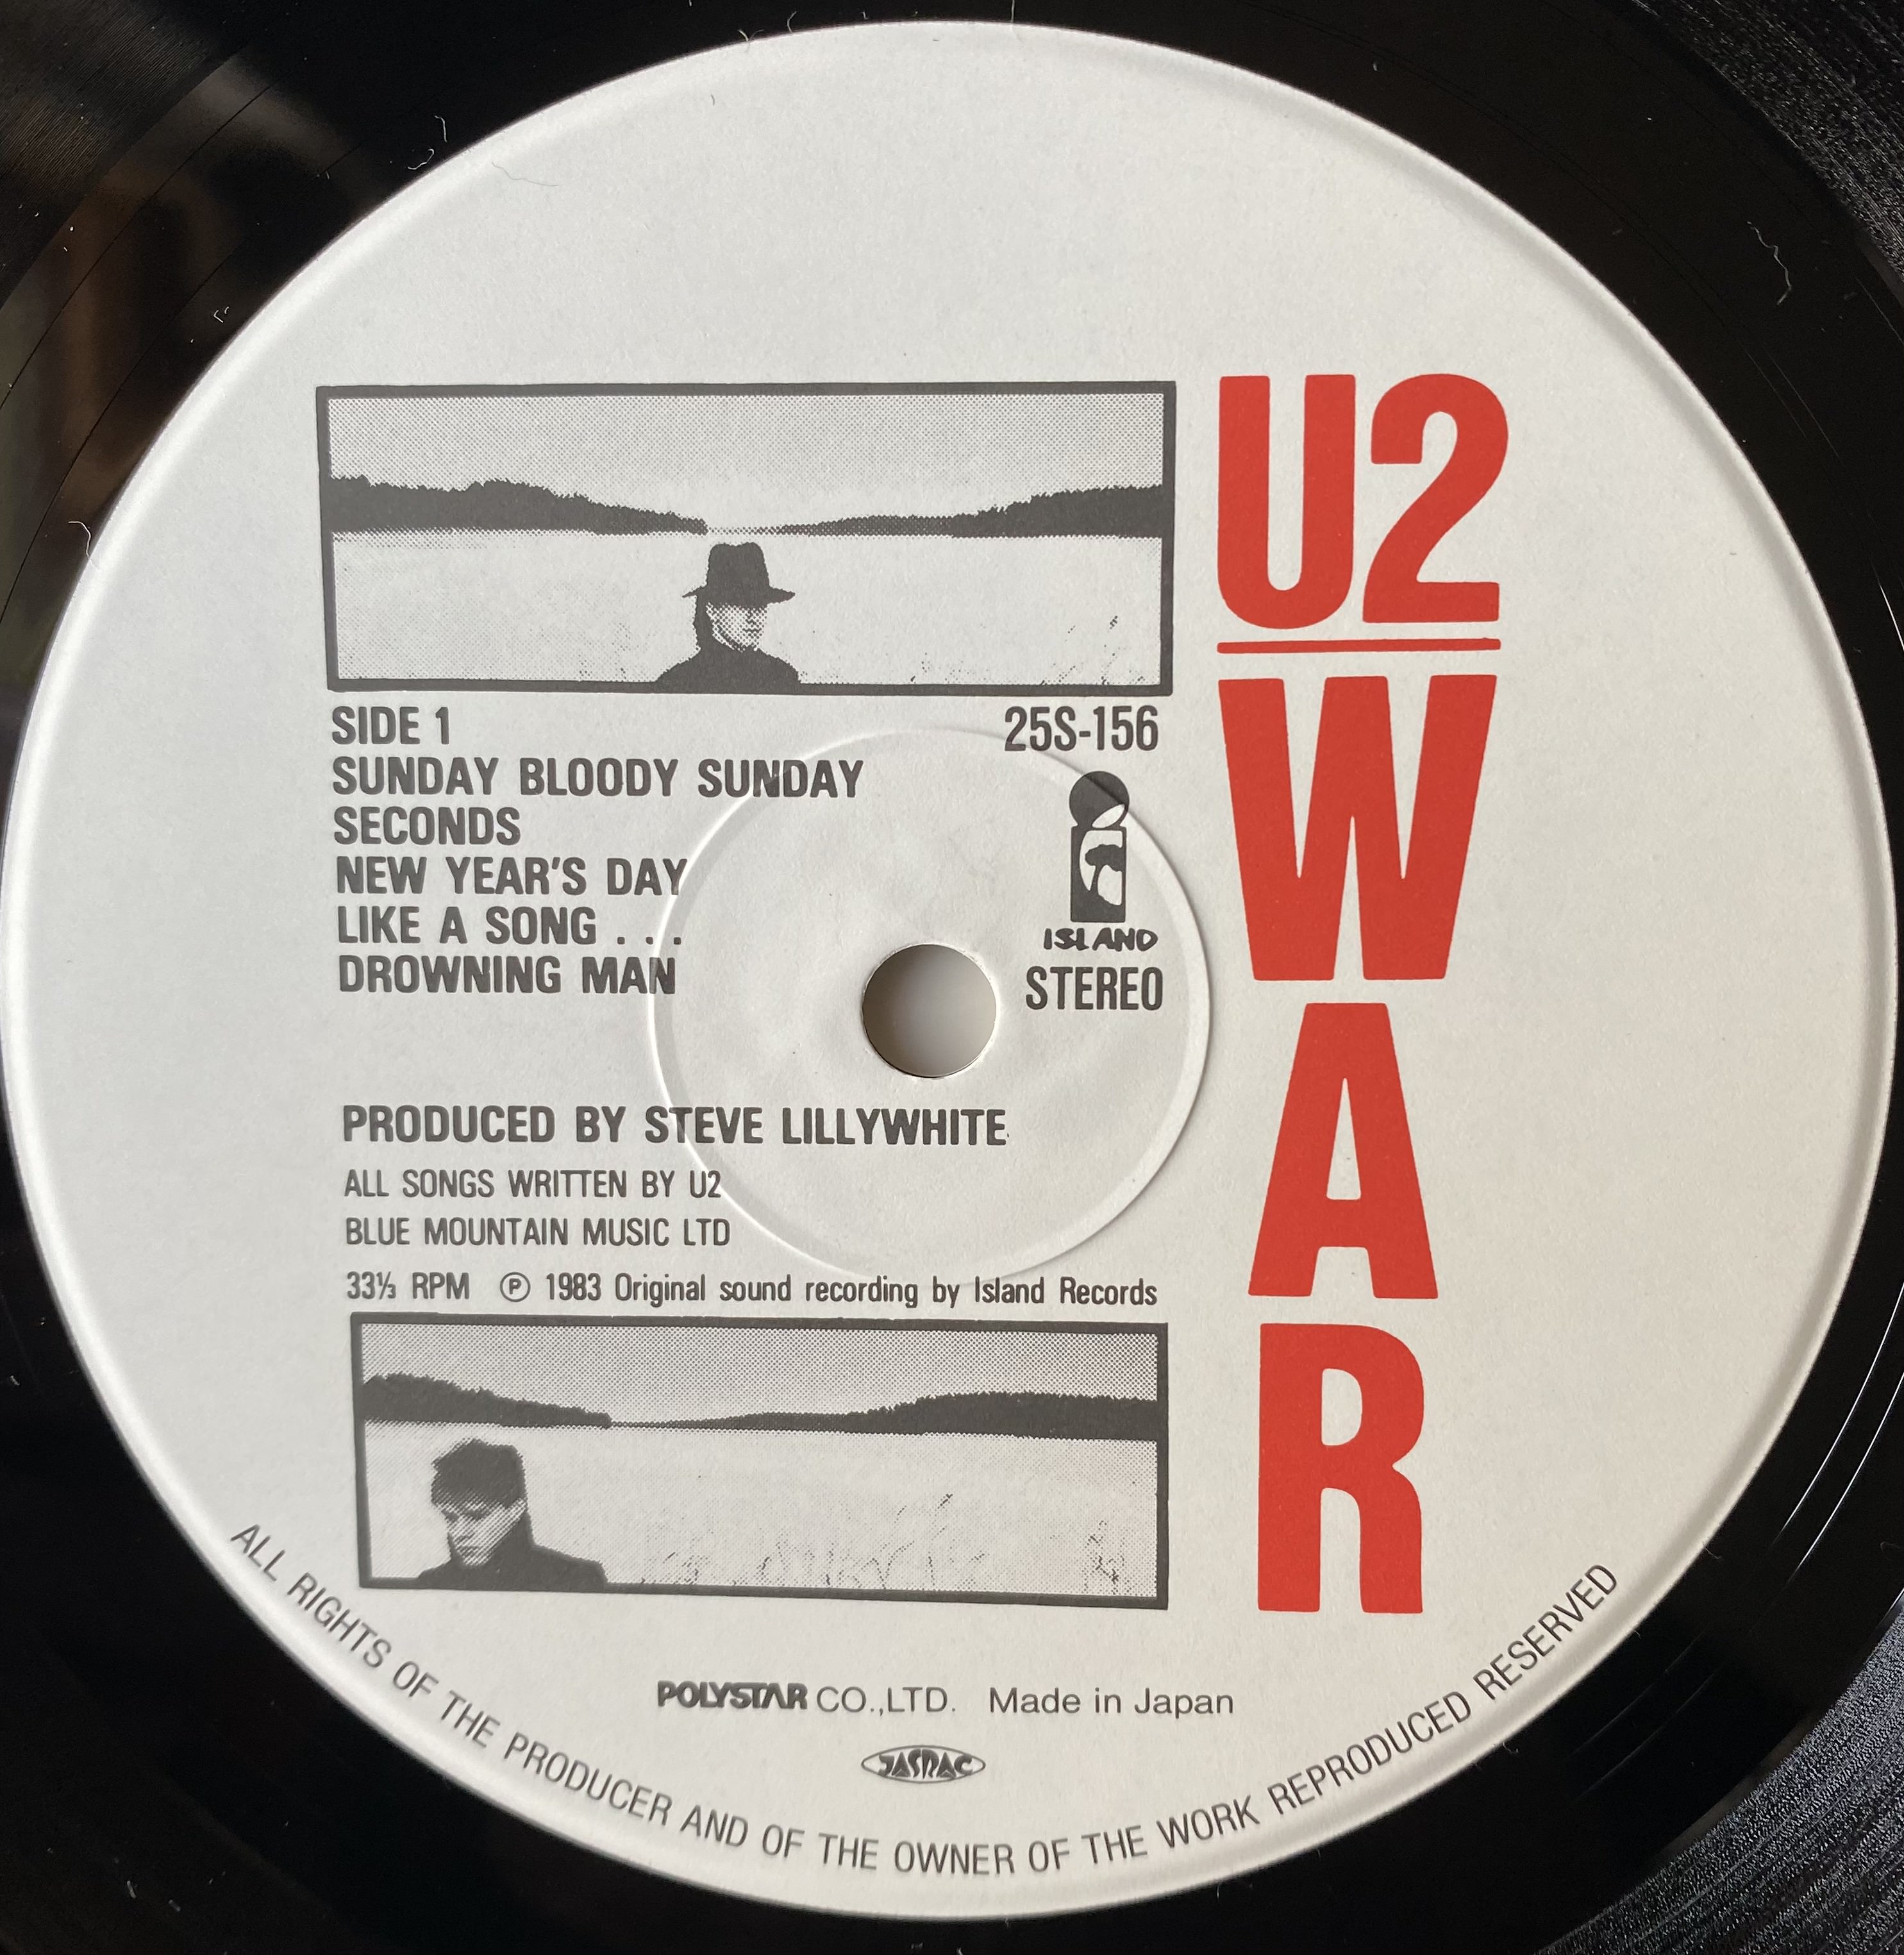 U2
WAR
SIDE 1
25S-156
SUNDAY BLOODY SUNDAY
SECONDS
NEW YEAR'S DAY
LIKE A SONG . . .
DROWNING MAN
ISLAND
STEREO
PRODUCED BY STEVE LILLYWHITE
ALL SONGS WRITTEN BY U2
BLUE MOUNTAIN MUSIC LTD
33⅓ RPM ℗ 1983 Original sound recording by Island Records
POLYSTAR CO.,LTD. Made in Japan
JASRAC
ALL RIGHTS OF THE PRODUCER AND OF THE OWNER OF THE WORK REPRODUCED RESERVED